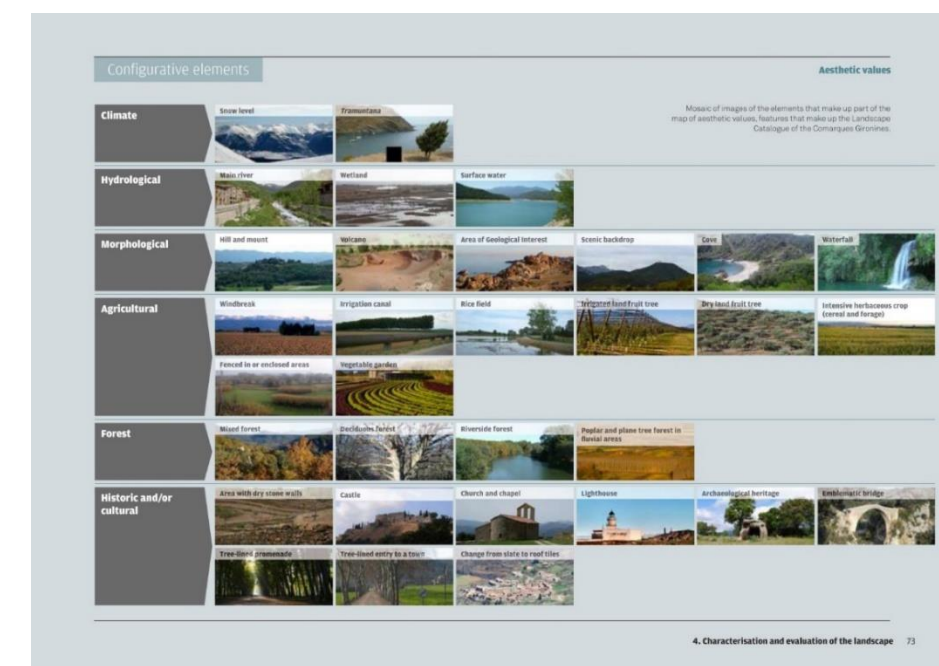 Configurative elements
Aesthetic values
Mosaic of images of the elements that make up part of the
map of aesthetic values, features that make up the Landscape
Catalogue of the Comarques Gironines.
Climate
Snow level
Tramuntana
Hydrological
Main river
Wetland
Surface water
Morphological
Hill and mount
Volcano
Area of Geological Interest
Scenic backdrop
Cove
Waterfall
Agricultural
Windbreak
Irrigation canal
Rice field
Irrigated land fruit tree
Dry land fruit tree
Intensive herbaceous crop
(cereal and forage)
Fenced in or enclosed areas
Vegetable garden
Forest
Mixed forest
Deciduous forest
Riverside forest
Poplar and plane tree forest in
fluvial areas
Historic and/or
cultural
Area with dry stone walls
Castle
Church and chapel
Lighthouse
Archaeological heritage
Emblematic bridge
Tree-lined promenade
Tree-lined entry to a town
Change from slate to roof tiles
4. Characterisation and evaluation of the landscape 73